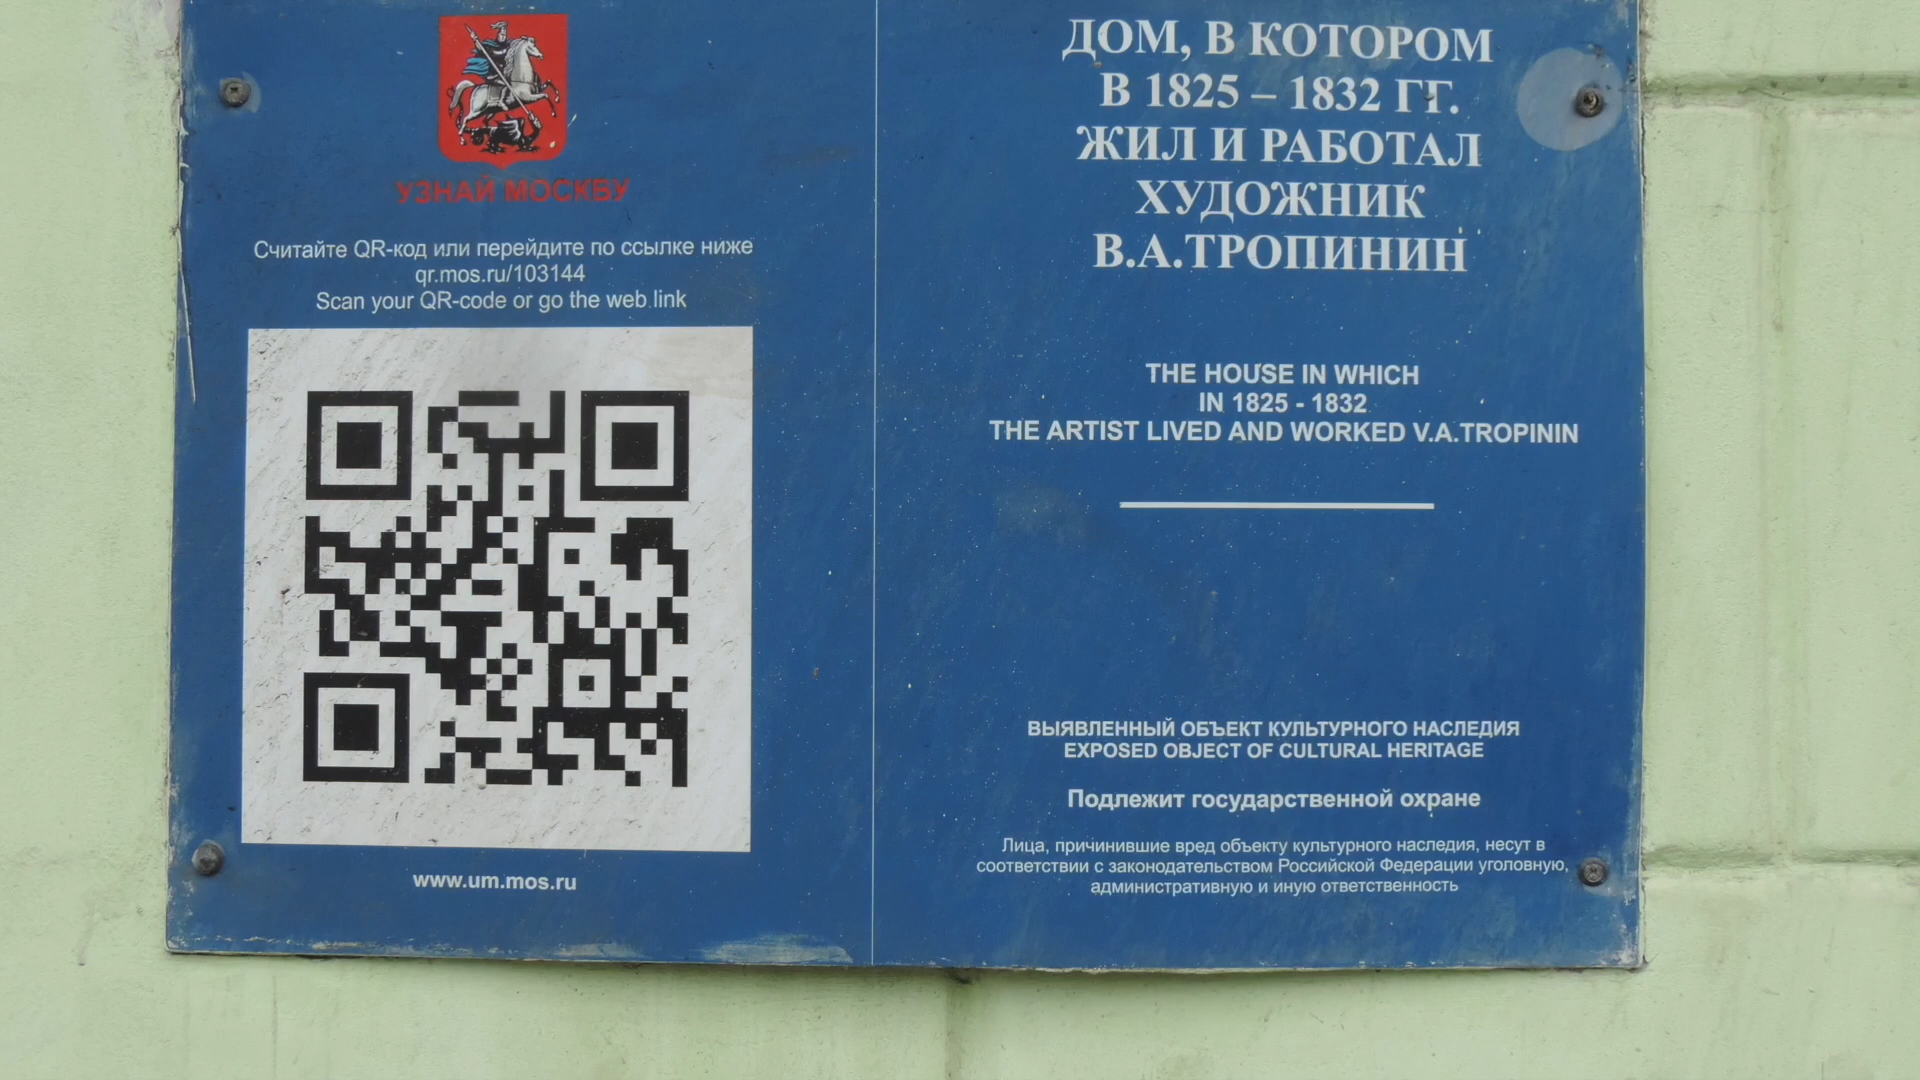 УЗНАЙ МОСКВУ
Считайте QR-код или перейдите по ссылке ниже
qr.mos.ru/103144
Scan your QR-code or go the web link
www.um.mos.ru
ДОМ, В КОТОРОМ
В 1825 – 1832 ГГ.
ЖИЛ И РАБОТАЛ
ХУДОЖНИК
В.А.ТРОПИНИН
THE HOUSE IN WHICH
IN 1825 - 1832
THE ARTIST LIVED AND WORKED V.A.TROPININ
ВЫЯВЛЕННЫЙ ОБЪЕКТ КУЛЬТУРНОГО НАСЛЕДИЯ
EXPOSED OBJECT OF CULTURAL HERITAGE
Подлежит государственной охране
Лица, причинившие вред объекту культурного наследия, несут в
соответствии с законодательством Российской Федерации уголовную,
административную и иную ответственность